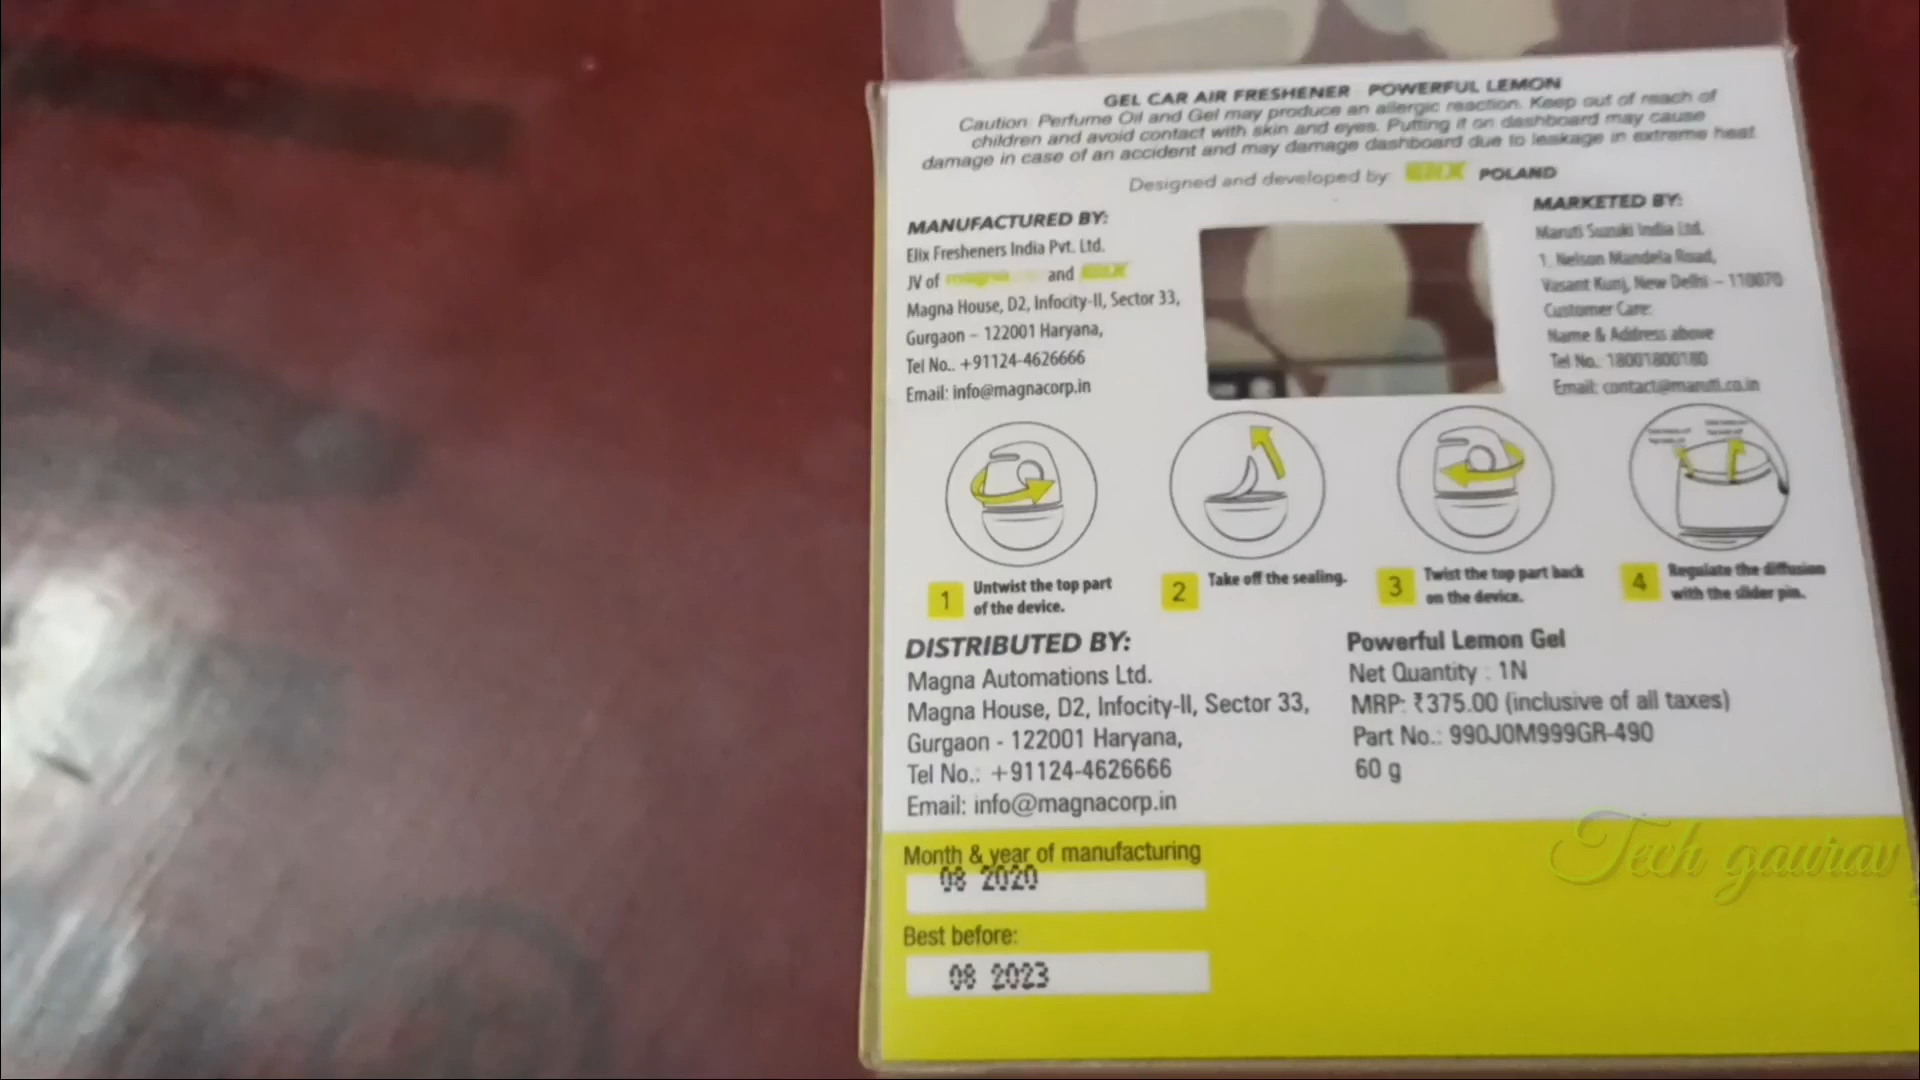 GEL CAR AIR FRESHENER POWERFUL LEMON
Caution: Perfume Oil and Gel may produce an allergic reaction. Keep out of reach of
children and avoid contact with skin and eyes. Putting it on dashboard may cause
damage in case of an accident and may damage dashboard due to leakage in extreme heat.
Designed and developed by ELIX POLAND
MANUFACTURED BY:
Elix Fresheners India Pvt. Ltd.
JV of magna and ELIX
Magna House, D2, Infocity-II, Sector 33,
Gurgaon – 122001 Haryana,
Tel No.. +91124-4626666
Email: info@magnacorp.in
MARKETED BY:
Maruti Suzuki India Ltd.
1, Nelson Mandela Road,
Vasant Kunj, New Delhi – 110070
Customer Care:
Name & Address above
Tel No.: 18001800180
Email: contact@maruti.co.in
1 Untwist the top part
of the device.
2 Take off the sealing.
3 Twist the top part back
on the device.
4 Regulate the diffusion
with the slider pin.
DISTRIBUTED BY:
Magna Automations Ltd.
Magna House, D2, Infocity-II, Sector 33,
Gurgaon - 122001 Haryana,
Tel No.: +91124-4626666
Email: info@magnacorp.in
Powerful Lemon Gel
Net Quantity : 1N
MRP: ₹375.00 (inclusive of all taxes)
Part No.: 990J0M999GR-490
60 g
Month & year of manufacturing
08 2020
Best before:
08 2023
Tech gaurav